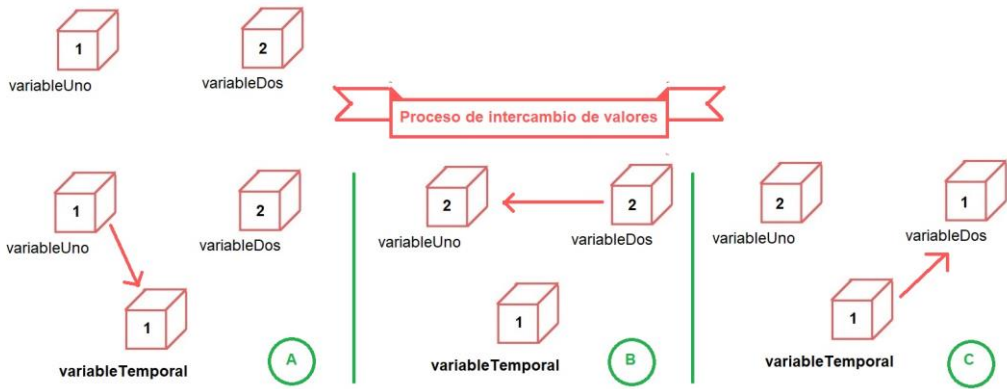 1
2
variableUno
variableDos
Proceso de intercambio de valores
1
2
variableUno
variableDos
1
variableTemporal
A
2
2
variableUno
variableDos
1
variableTemporal
B
2
1
variableUno
variableDos
1
variableTemporal
C